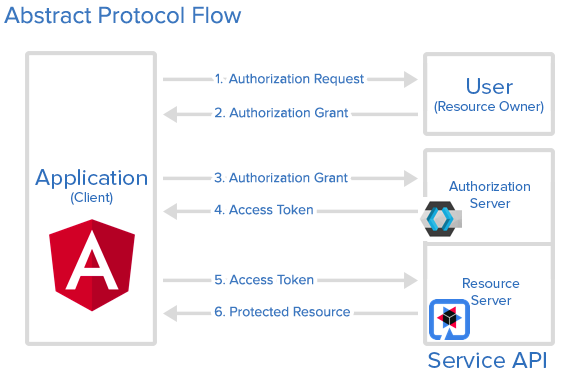 Abstract Protocol Flow
Application
(Client)
A
1. Authorization Request
2. Authorization Grant
3. Authorization Grant
4. Access Token
5. Access Token
6. Protected Resource
User
(Resource Owner)
Authorization
Server
Resource
Server
Service API